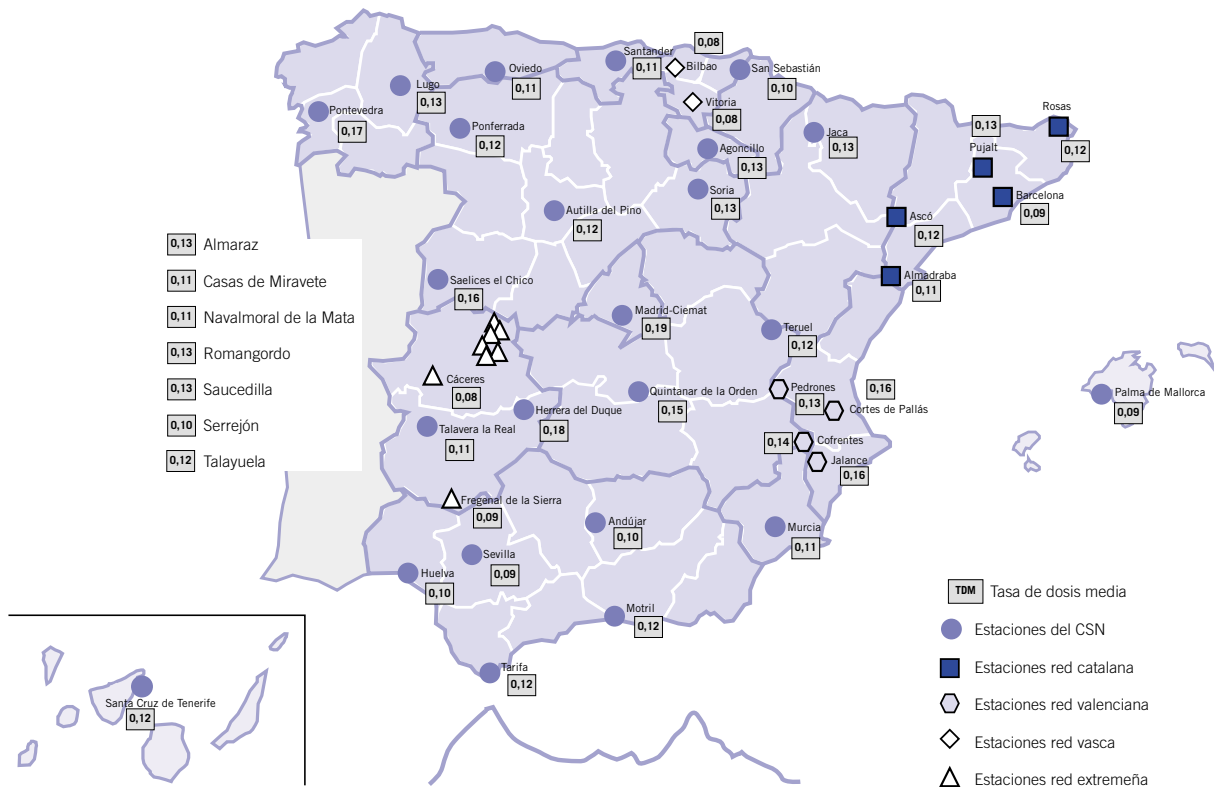 0,08
Santander
0,11
Bilbao
San Sebastián
0,10
Oviedo
0,11
Lugo
0,13
Pontevedra
0,17
Ponferrada
0,12
Vitoria
0,08
Agoncillo
0,13
Jaca
0,13
Rosas
0,12
0,13
Pujalt
Barcelona
0,09
Soria
0,13
Autilla del Pino
0,12
Ascó
0,12
Almadraba
0,11
0,13 Almaraz
0,11 Casas de Miravete
0,11 Navalmoral de la Mata
0,13 Romangordo
0,13 Saucedilla
0,10 Serrejón
0,12 Talayuela
Saelices el Chico
0,16
Madrid-Ciemat
0,19
Teruel
0,12
Cáceres
0,08
Quintanar de la Orden
0,15
Pedrones
0,13
0,16
Cortes de Pallás
Palma de Mallorca
0,09
Herrera del Duque
0,18
Talavera la Real
0,11
0,14
Cofrentes
Jalance
0,16
Fregenal de la Sierra
0,09
Andújar
0,10
Murcia
0,11
Sevilla
0,09
Huelva
0,10
Motril
0,12
Tarifa
0,12
Santa Cruz de Tenerife
0,12
TDM Tasa de dosis media
Estaciones del CSN
Estaciones red catalana
Estaciones red valenciana
Estaciones red vasca
Estaciones red extremeña